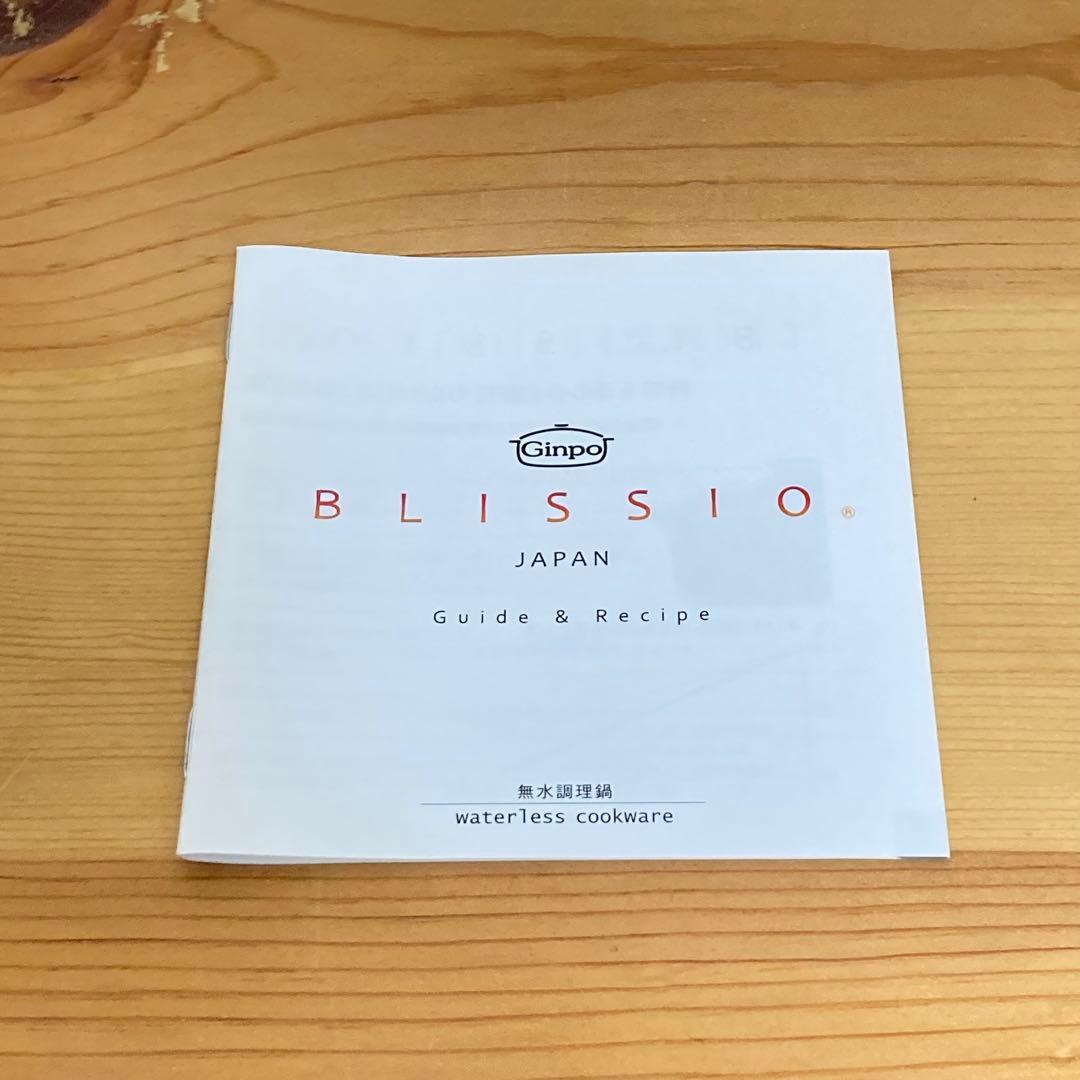 Ginpo
BLISSIO®
JAPAN
Guide & Recipe
無水調理鍋
waterless cookware